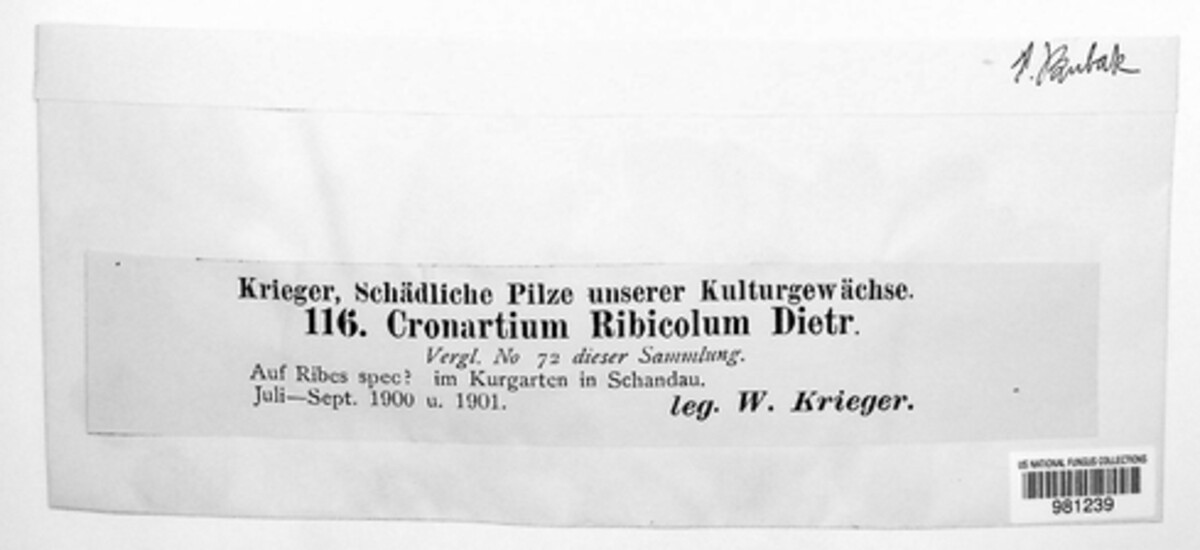 F. Bubak
Krieger, Schädliche Pilze unserer Kulturgewächse.
116. Cronartium Ribicolum Dietr.
Vergl. No 72 dieser Sammlung.
Auf Ribes spec? im Kurgarten in Schandau.
Juli—Sept. 1900 u. 1901.
leg. W. Krieger.
US NATIONAL FUNGUS COLLECTIONS
981239